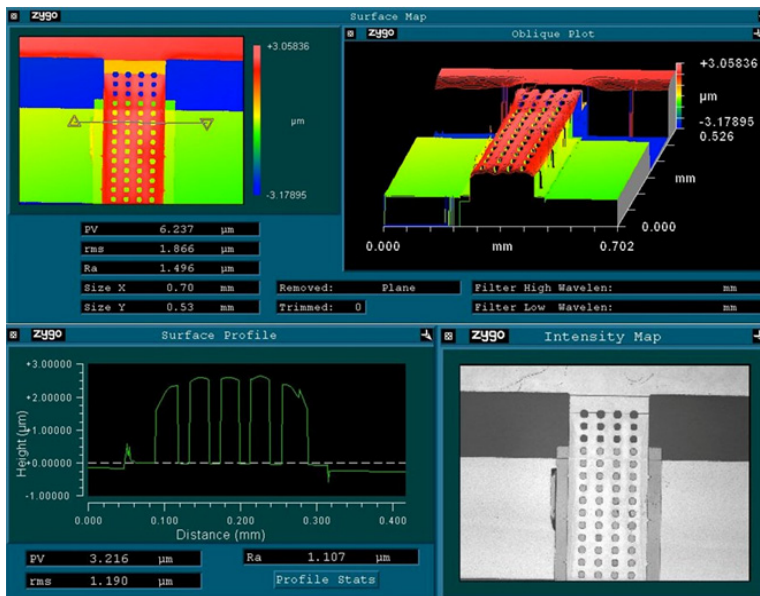 zygo Surface Map
+3.05836
µm
-3.17895
PV 6.237 µm
rms 1.866 µm
Ra 1.496 µm
Size X 0.70 mm
Size Y 0.53 mm
zygo Oblique Plot
+3.05836
µm
-3.17895
0.526
mm
0.000
0.000 mm 0.702
Removed: Plane
Trimmed: 0
Filter High Wavelen: mm
Filter Low Wavelen: mm
zygo Surface Profile
Height (µm)
+3.00000
+2.00000
+1.00000
+0.00000
-1.00000
0.000 0.100 0.200 0.300 0.400
Distance (mm)
PV 3.216 µm
rms 1.190 µm
Ra 1.107 µm
Profile Stats
zygo Intensity Map